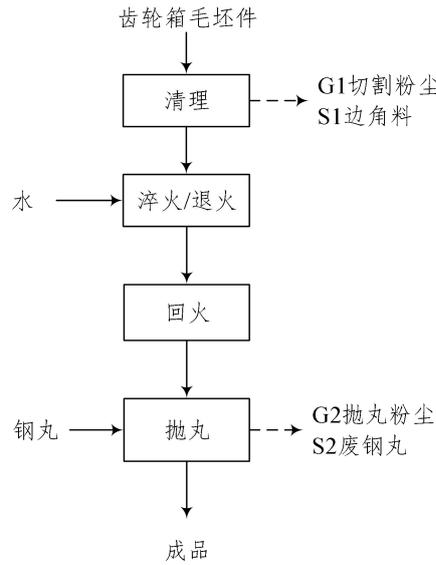 齿轮箱毛坯件
清理
G1切割粉尘
S1边角料
水
淬火/退火
回火
钢丸
抛丸
G2抛丸粉尘
S2废钢丸
成品